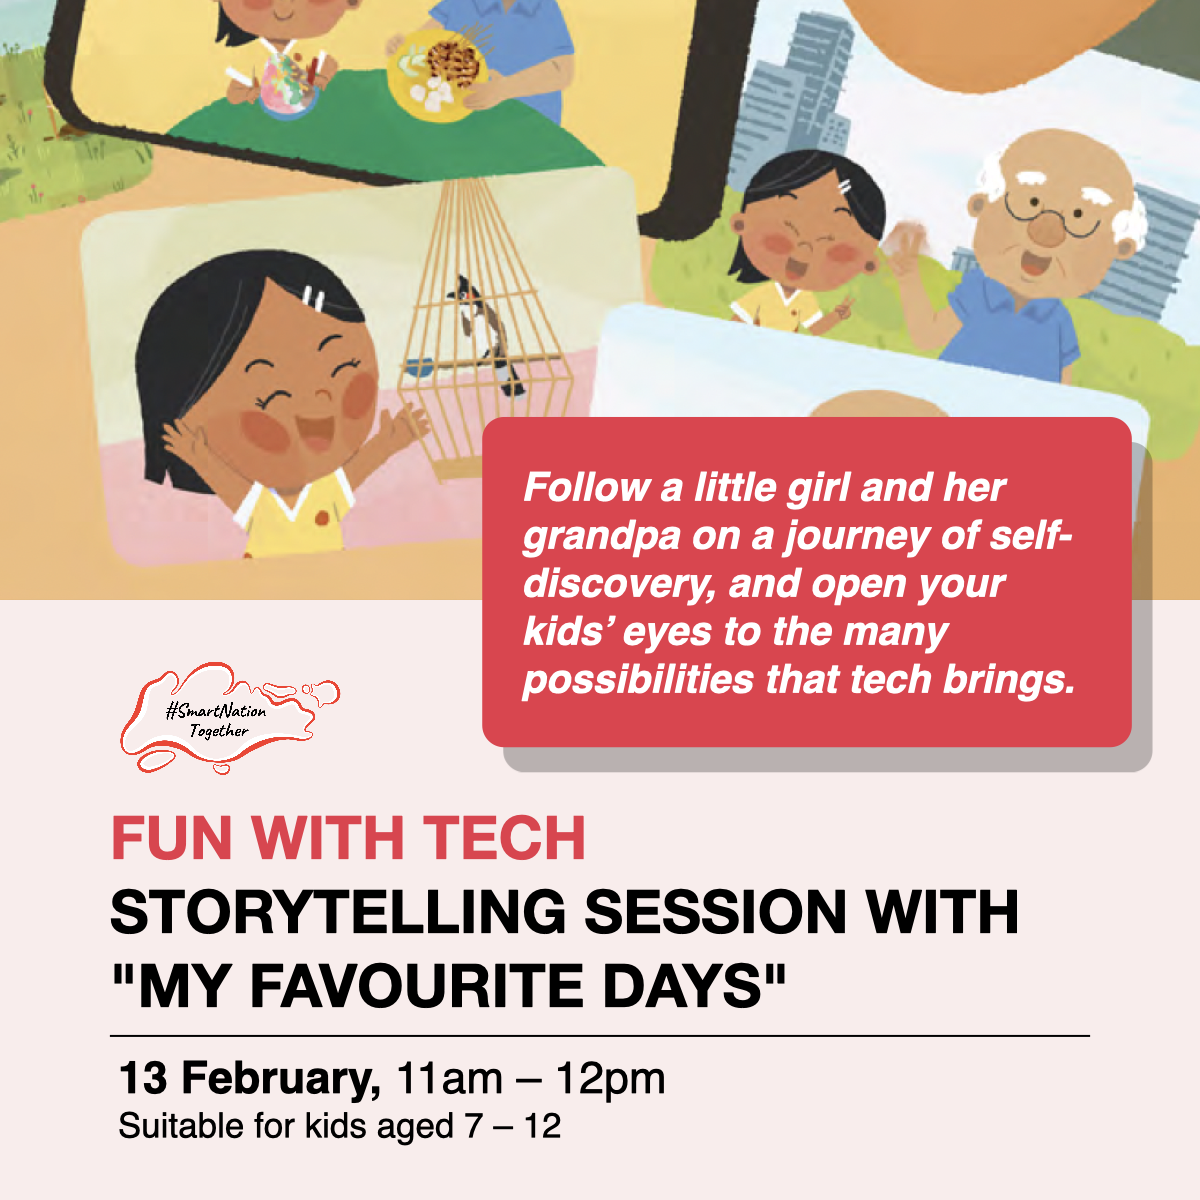 Follow a little girl and her
grandpa on a journey of self-
discovery, and open your
kids’ eyes to the many
possibilities that tech brings.
#SmartNation
Together
FUN WITH TECH
STORYTELLING SESSION WITH
"MY FAVOURITE DAYS"
13 February, 11am – 12pm
Suitable for kids aged 7 – 12